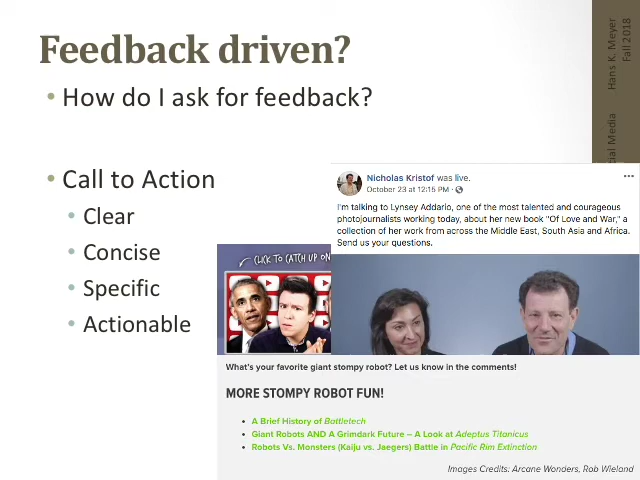 Feedback driven?
• How do I ask for feedback?
• Call to Action
• Clear
• Concise
• Specific
• Actionable
Hans K. Meyer
Fall 2018
ial Media
Nicholas Kristof was live.
October 23 at 12:15 PM ·
I'm talking to Lynsey Addario, one of the most talented and courageous
photojournalists working today, about her new book "Of Love and War," a
collection of her work from across the Middle East, South Asia and Africa.
Send us your questions.
CLICK TO CATCH UP ON
What's your favorite giant stompy robot? Let us know in the comments!
MORE STOMPY ROBOT FUN!
• A Brief History of Battletech
• Giant Robots AND A Grimdark Future – A Look at Adeptus Titanicus
• Robots Vs. Monsters (Kaiju vs. Jaegers) Battle in Pacific Rim Extinction
Images Credits: Arcane Wonders, Rob Wieland